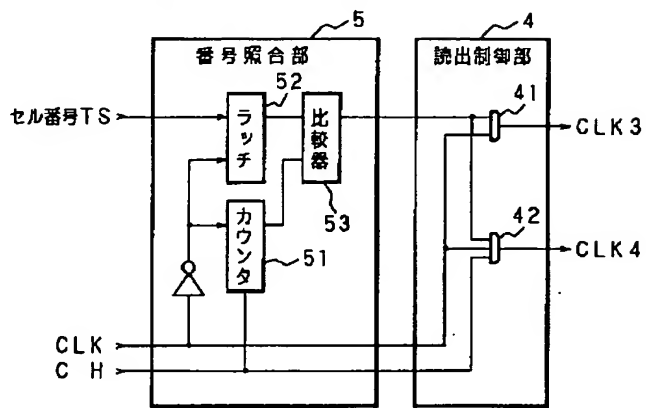 5
4
番号照合部
読出制御部
52
41
セル番号TS
ラッチ
比較器
CLK3
53
カウンタ
51
42
CLK4
CLK
CH